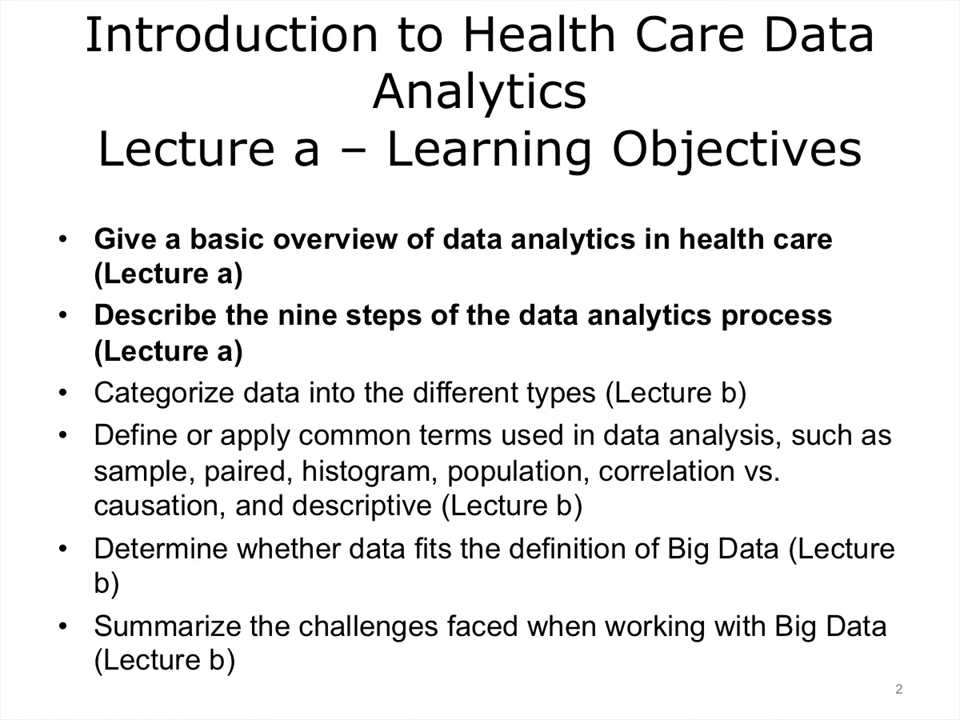 Introduction to Health Care Data
Analytics
Lecture a – Learning Objectives
• Give a basic overview of data analytics in health care
(Lecture a)
• Describe the nine steps of the data analytics process
(Lecture a)
• Categorize data into the different types (Lecture b)
• Define or apply common terms used in data analysis, such as
sample, paired, histogram, population, correlation vs.
causation, and descriptive (Lecture b)
• Determine whether data fits the definition of Big Data (Lecture
b)
• Summarize the challenges faced when working with Big Data
(Lecture b)
2